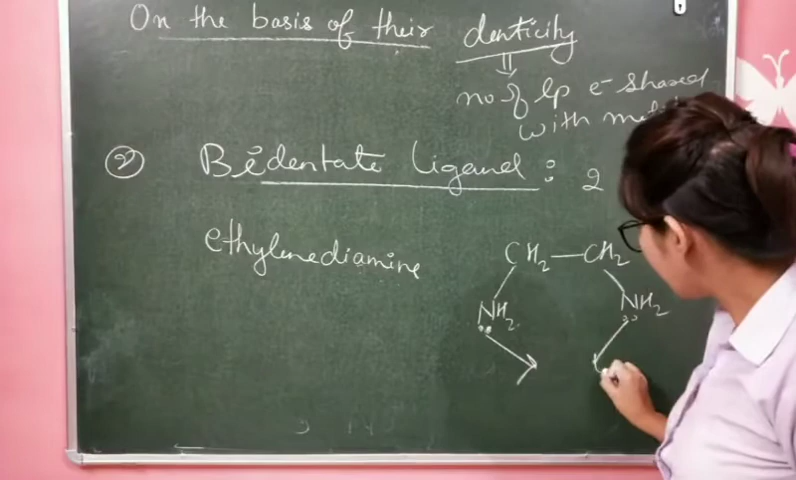 On the basis of their denticity
no of lp e⁻ shared
with
② Bidentate ligand : 2
ethylenediamine
CH₂—CH₂
NH₂ NH₂